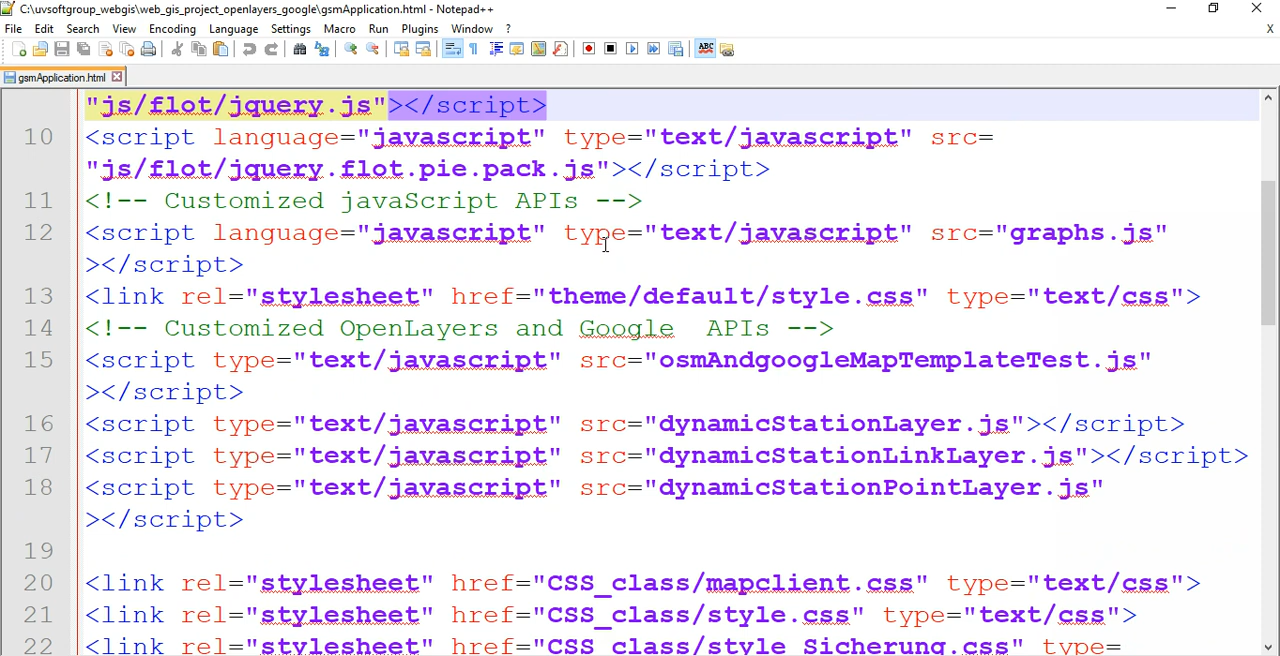 C:\uvsoftgroup_webgis\web_gis_project_openlayers_google\gsmApplication.html - Notepad++
File Edit Search View Encoding Language Settings Macro Run Plugins Window ? X
ABC
gsmApplication.html
"js/flot/jquery.js"></script>
10 <script language="javascript" type="text/javascript" src=
"js/flot/jquery.flot.pie.pack.js"></script>
11 <!-- Customized javaScript APIs -->
12 <script language="javascript" type="text/javascript" src="graphs.js"
></script>
13 <link rel="stylesheet" href="theme/default/style.css" type="text/css">
14 <!-- Customized OpenLayers and Google  APIs -->
15 <script type="text/javascript" src="osmAndgoogleMapTemplateTest.js"
></script>
16 <script type="text/javascript" src="dynamicStationLayer.js"></script>
17 <script type="text/javascript" src="dynamicStationLinkLayer.js"></script>
18 <script type="text/javascript" src="dynamicStationPointLayer.js"
></script>
19
20 <link rel="stylesheet" href="CSS_class/mapclient.css" type="text/css">
21 <link rel="stylesheet" href="CSS_class/style.css" type="text/css">
22 <link rel="stylesheet" href="CSS_class/style_Sicherung.css" type=